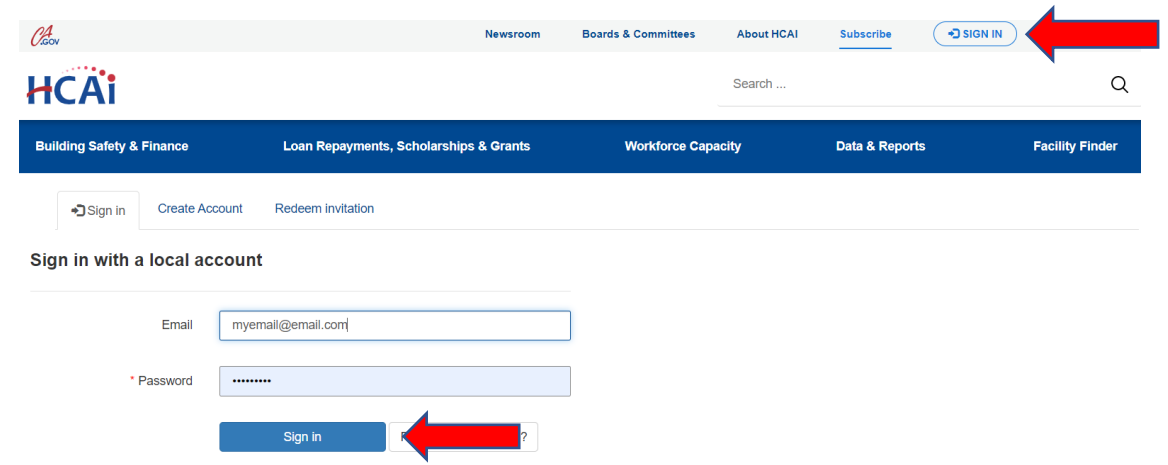 CA.GOV
Newsroom Boards & Committees About HCAI Subscribe SIGN IN
HCAi
Search ...
Building Safety & Finance Loan Repayments, Scholarships & Grants Workforce Capacity Data & Reports Facility Finder
Sign in Create Account Redeem invitation
Sign in with a local account
Email myemail@email.com
* Password •••••••••
Sign in ?